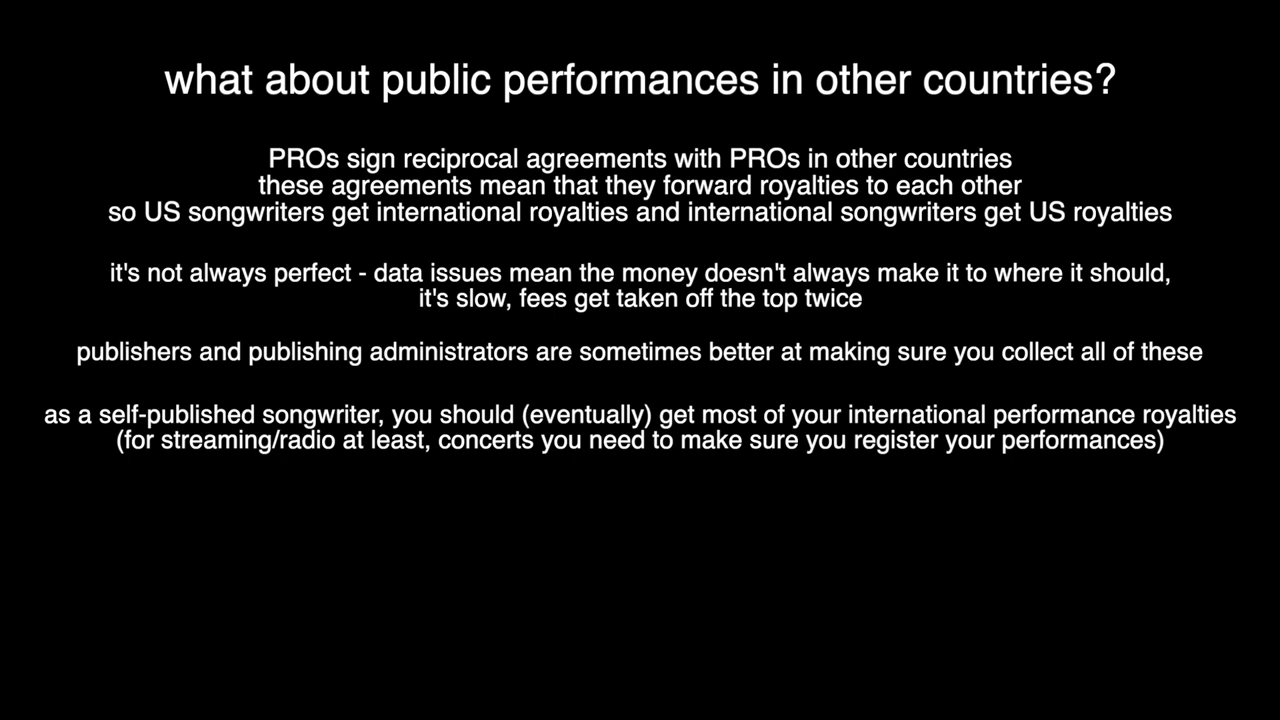 what about public performances in other countries?
PROs sign reciprocal agreements with PROs in other countries
these agreements mean that they forward royalties to each other
so US songwriters get international royalties and international songwriters get US royalties
it's not always perfect - data issues mean the money doesn't always make it to where it should,
it's slow, fees get taken off the top twice
publishers and publishing administrators are sometimes better at making sure you collect all of these
as a self-published songwriter, you should (eventually) get most of your international performance royalties
(for streaming/radio at least, concerts you need to make sure you register your performances)